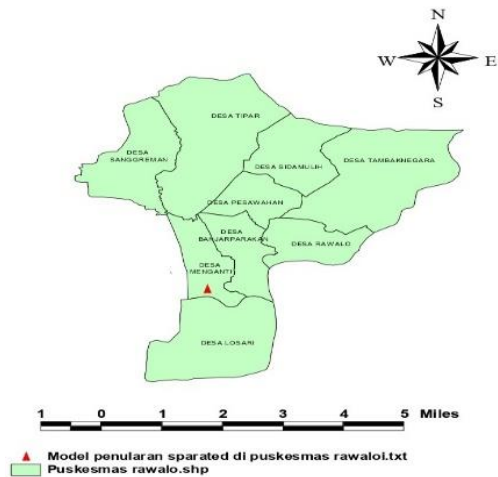 N
W E
S
DESA TIPAR
DESA
SANGGREMAN
DESA SIDAMULIH
DESA TAMBAKNEGARA
DESA PESAWAHAN
DESA
BANJARPARAKAN
DESA RAWALO
DESA
MENGANTI
DESA LOSARI
1 0 1 2 3 4 5 Miles
Model penularan sparated di puskesmas rawaloi.txt
Puskesmas rawalo.shp